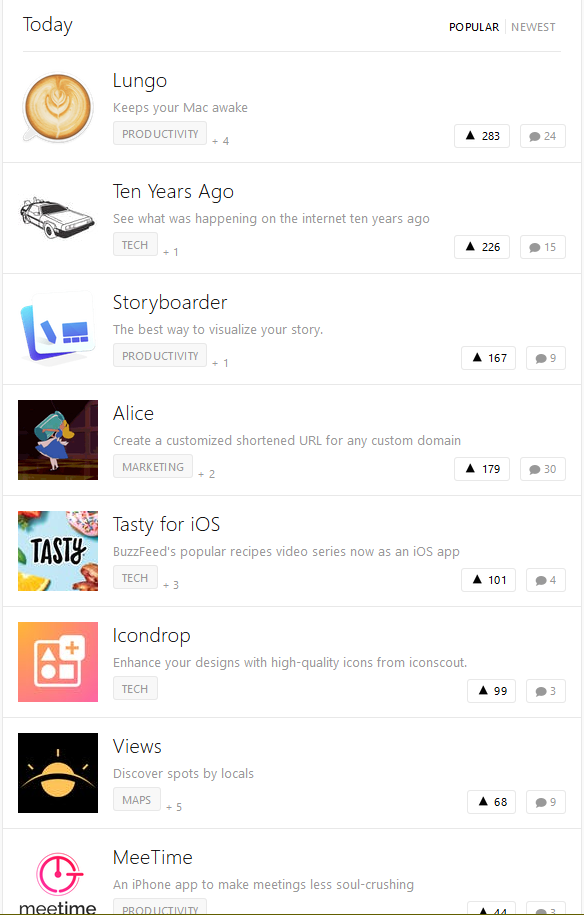 Today
POPULAR NEWEST
Lungo
Keeps your Mac awake
PRODUCTIVITY + 4
283 24
Ten Years Ago
See what was happening on the internet ten years ago
TECH + 1
226 15
Storyboarder
The best way to visualize your story.
PRODUCTIVITY + 1
167 9
Alice
Create a customized shortened URL for any custom domain
MARKETING + 2
179 30
TASTY
Tasty for iOS
BuzzFeed's popular recipes video series now as an iOS app
TECH + 3
101 4
Icondrop
Enhance your designs with high-quality icons from iconscout.
TECH
99 3
Views
Discover spots by locals
MAPS + 5
68 9
MeeTime
An iPhone app to make meetings less soul-crushing
meetime
PRODUCTIVITY
44 3